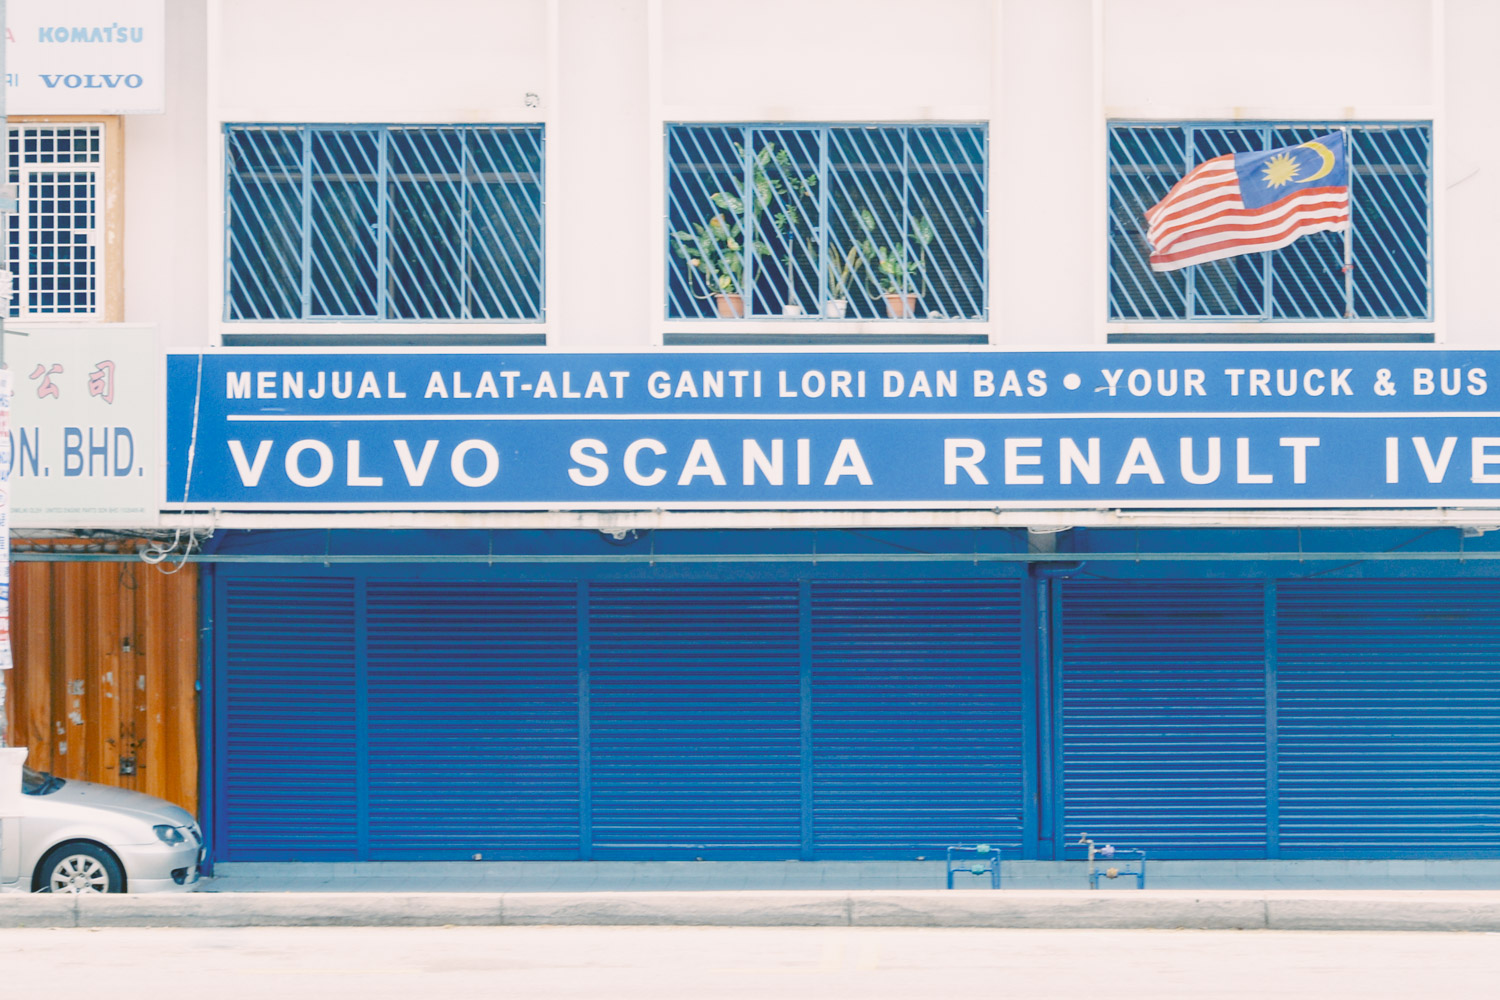 KOMATSU
VOLVO
公司
BHD.
MENJUAL ALAT-ALAT GANTI LORI DAN BAS • YOUR TRUCK & BUS
VOLVO SCANIA RENAULT IVE